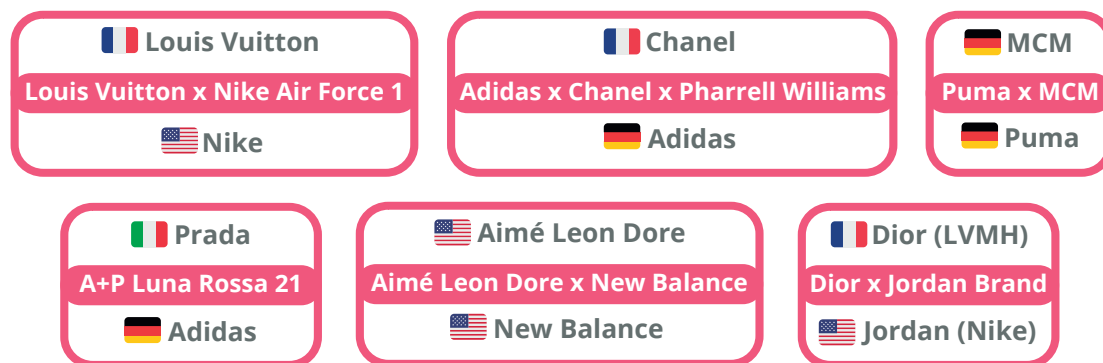 Louis Vuitton
Louis Vuitton x Nike Air Force 1
Nike
Chanel
Adidas x Chanel x Pharrell Williams
Adidas
MCM
Puma x MCM
Puma
Prada
A+P Luna Rossa 21
Adidas
Aimé Leon Dore
Aimé Leon Dore x New Balance
New Balance
Dior (LVMH)
Dior x Jordan Brand
Jordan (Nike)